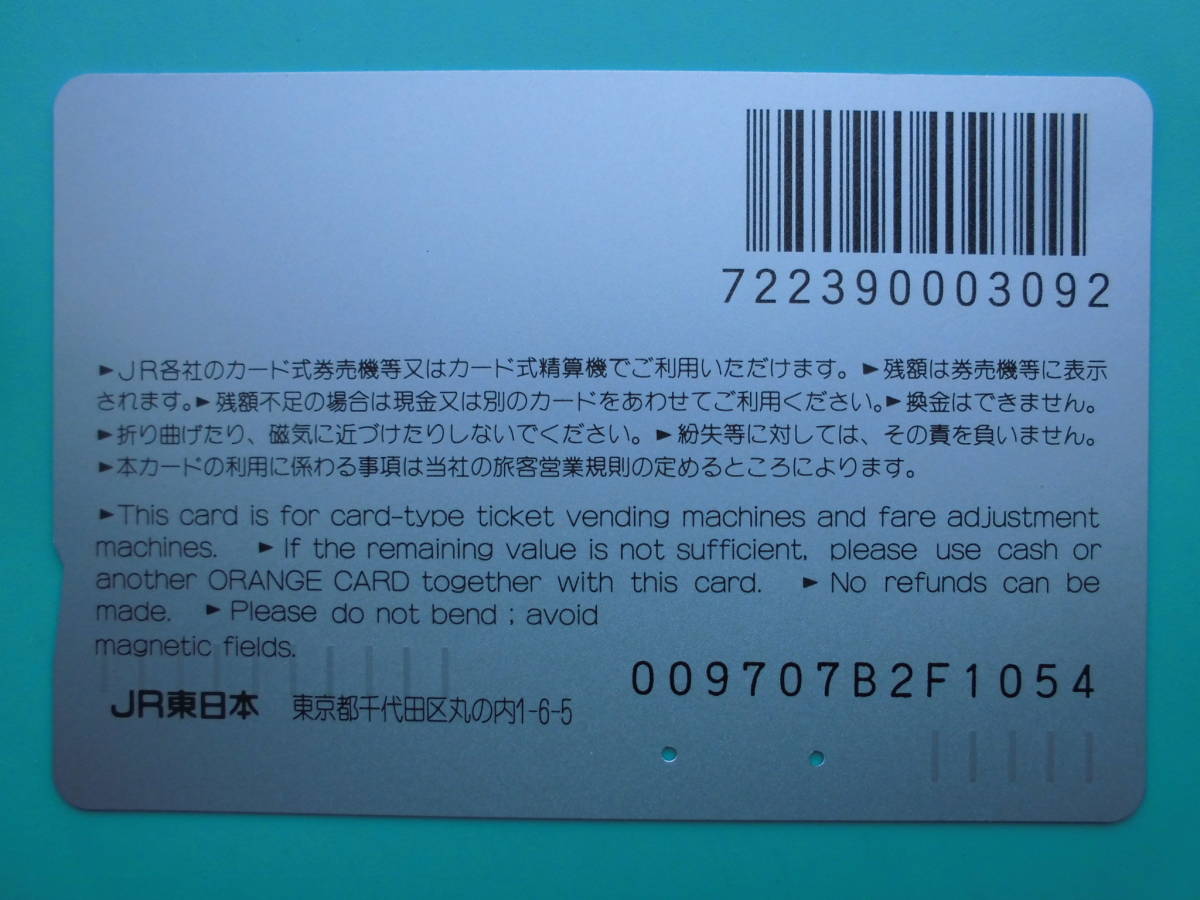 722390003092
►JR各社のカード式券売機等又はカード式精算機でご利用いただけます。►残額は券売機等に表示
されます。►残額不足の場合は現金又は別のカードをあわせてご利用ください。►換金はできません。
►折り曲げたり、磁気に近づけたりしないでください。►紛失等に対しては、その責を負いません。
►本カードの利用に係わる事項は当社の旅客営業規則の定めるところによります。
►This card is for card-type ticket vending machines and fare adjustment
machines. ►If the remaining value is not sufficient, please use cash or
another ORANGE CARD together with this card. ►No refunds can be
made. ►Please do not bend ; avoid
magnetic fields.
009707B2F1054
JR東日本 東京都千代田区丸の内1-6-5